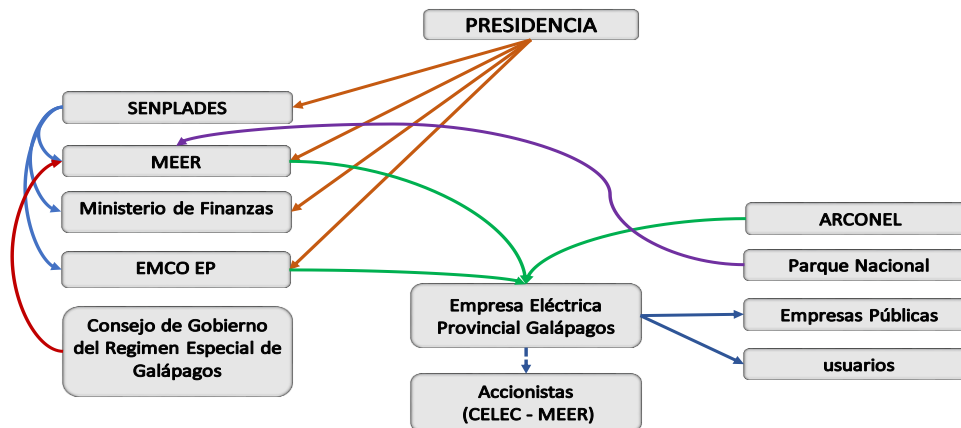 PRESIDENCIA
SENPLADES
MEER
Ministerio de Finanzas
EMCO EP
Consejo de Gobierno
del Regimen Especial de
Galápagos
Empresa Eléctrica
Provincial Galápagos
Accionistas
(CELEC - MEER)
ARCONEL
Parque Nacional
Empresas Públicas
usuarios